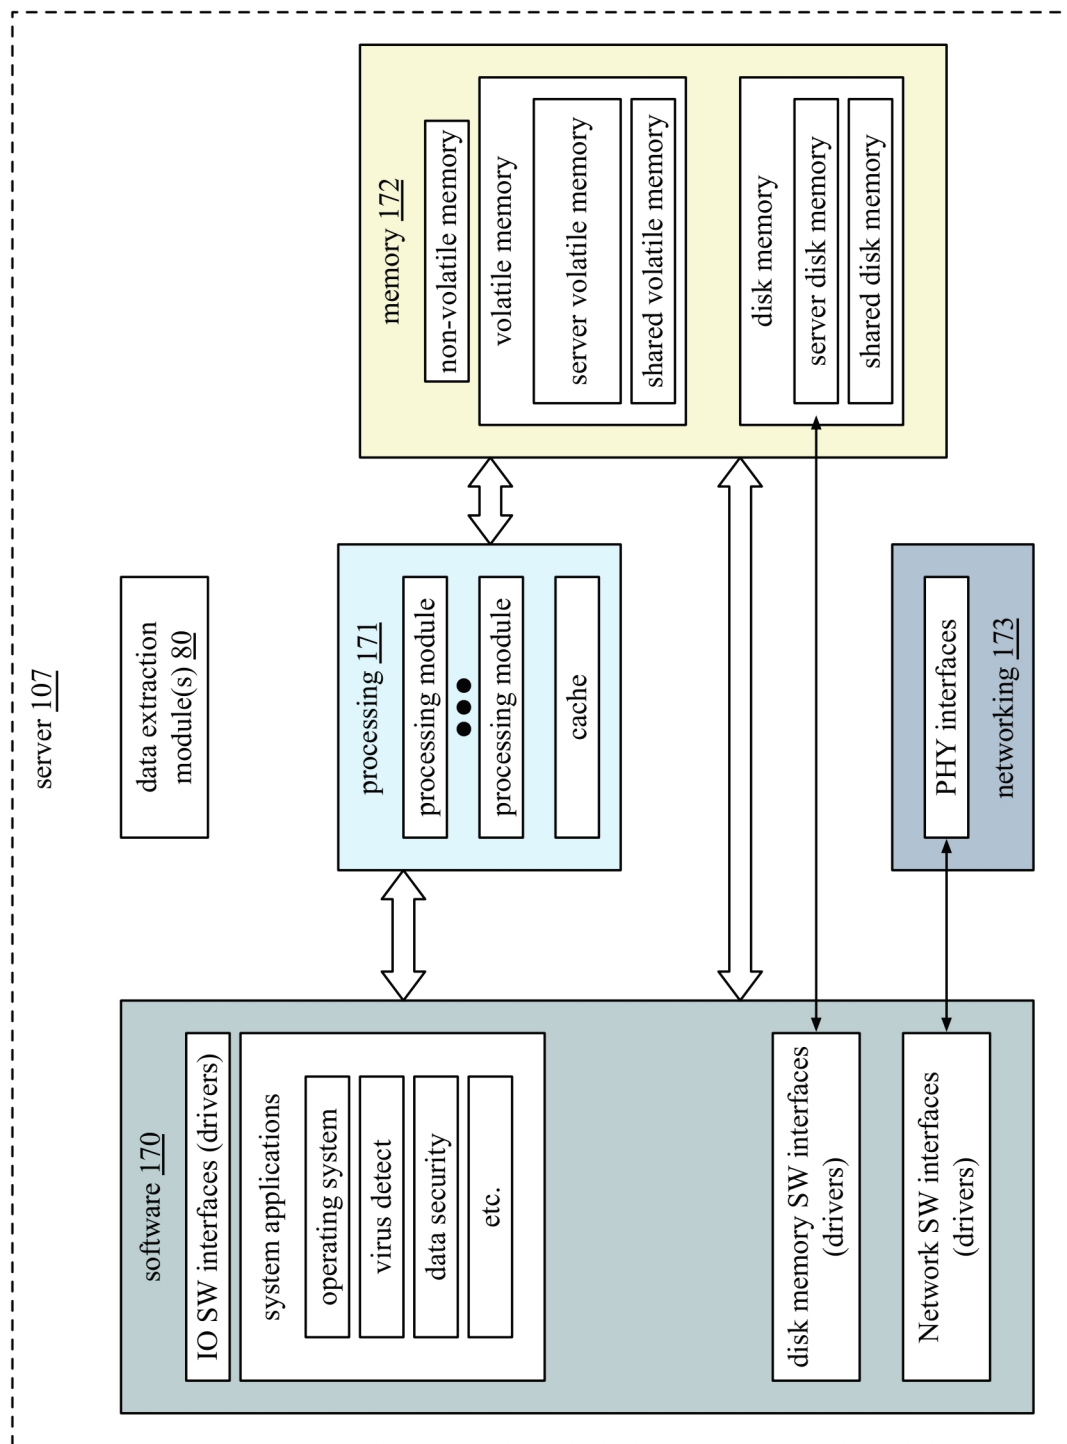 server 107
data extraction
module(s) 80
software 170
IO SW interfaces (drivers)
system applications
operating system
virus detect
data security
etc.
disk memory SW interfaces
(drivers)
Network SW interfaces
(drivers)
processing 171
processing module
processing module
cache
networking 173
PHY interfaces
memory 172
non-volatile memory
volatile memory
server volatile memory
shared volatile memory
disk memory
server disk memory
shared disk memory